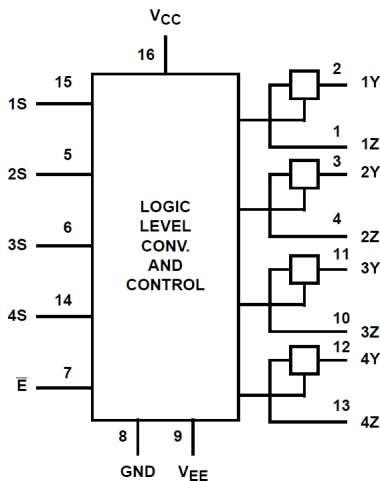 VCC
16
15
1S
5
2S
6
3S
14
4S
7
E̅
LOGIC
LEVEL
CONV.
AND
CONTROL
2
1Y
1
1Z
3
2Y
4
2Z
11
3Y
10
3Z
12
4Y
13
4Z
8
9
GND
VEE